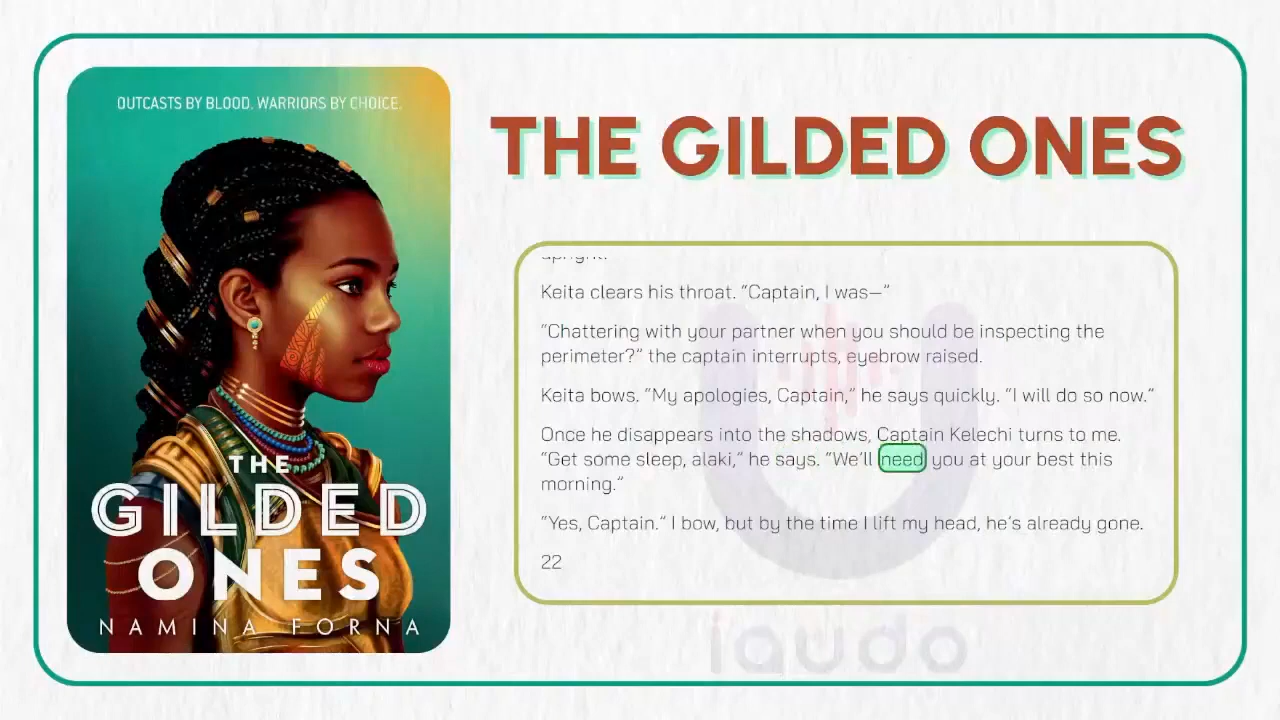 OUTCASTS BY BLOOD. WARRIORS BY CHOICE.
THE
GILDED
ONES
NAMINA FORNA
THE GILDED ONES
upright.
Keita clears his throat. “Captain, I was—”
“Chattering with your partner when you should be inspecting the
perimeter?” the captain interrupts, eyebrow raised.
Keita bows. “My apologies, Captain,” he says quickly. “I will do so now.”
Once he disappears into the shadows, Captain Kelechi turns to me.
“Get some sleep, alaki,” he says. “We’ll need you at your best this
morning.”
“Yes, Captain.” I bow, but by the time I lift my head, he’s already gone.
22
iaudo